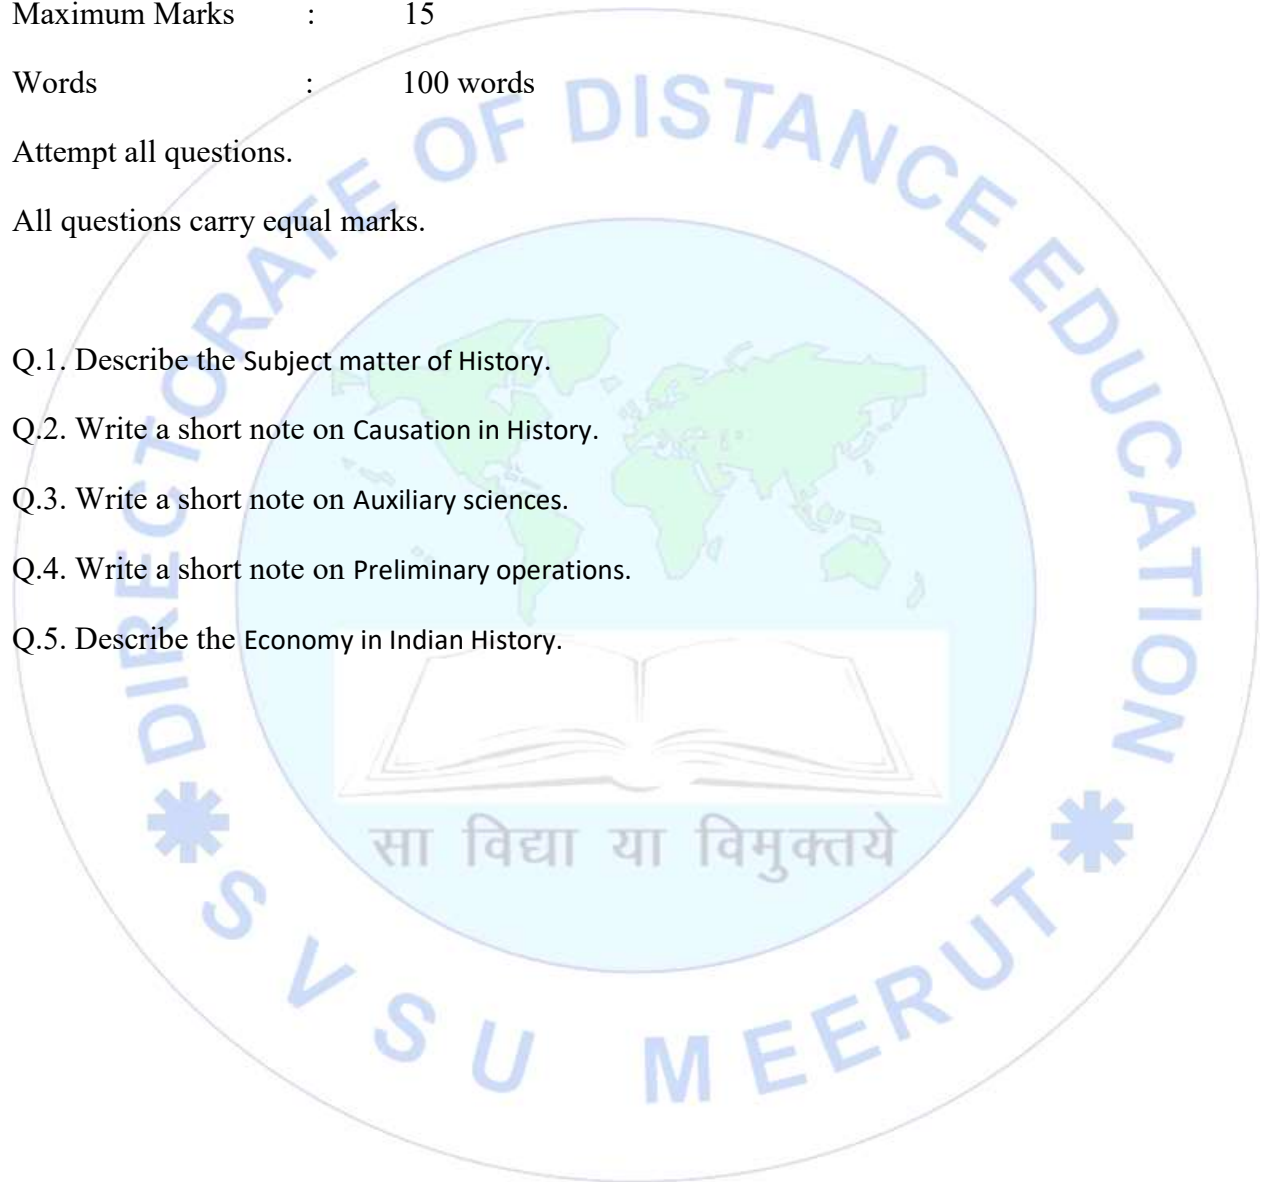 Maximum Marks : 15
Words : 100 words
Attempt all questions.
All questions carry equal marks.
Q.1. Describe the Subject matter of History.
Q.2. Write a short note on Causation in History.
Q.3. Write a short note on Auxiliary sciences.
Q.4. Write a short note on Preliminary operations.
Q.5. Describe the Economy in Indian History.
DIRECTORATE OF DISTANCE EDUCATION
सा विद्या या विमुक्तये
SVSU MEERUT